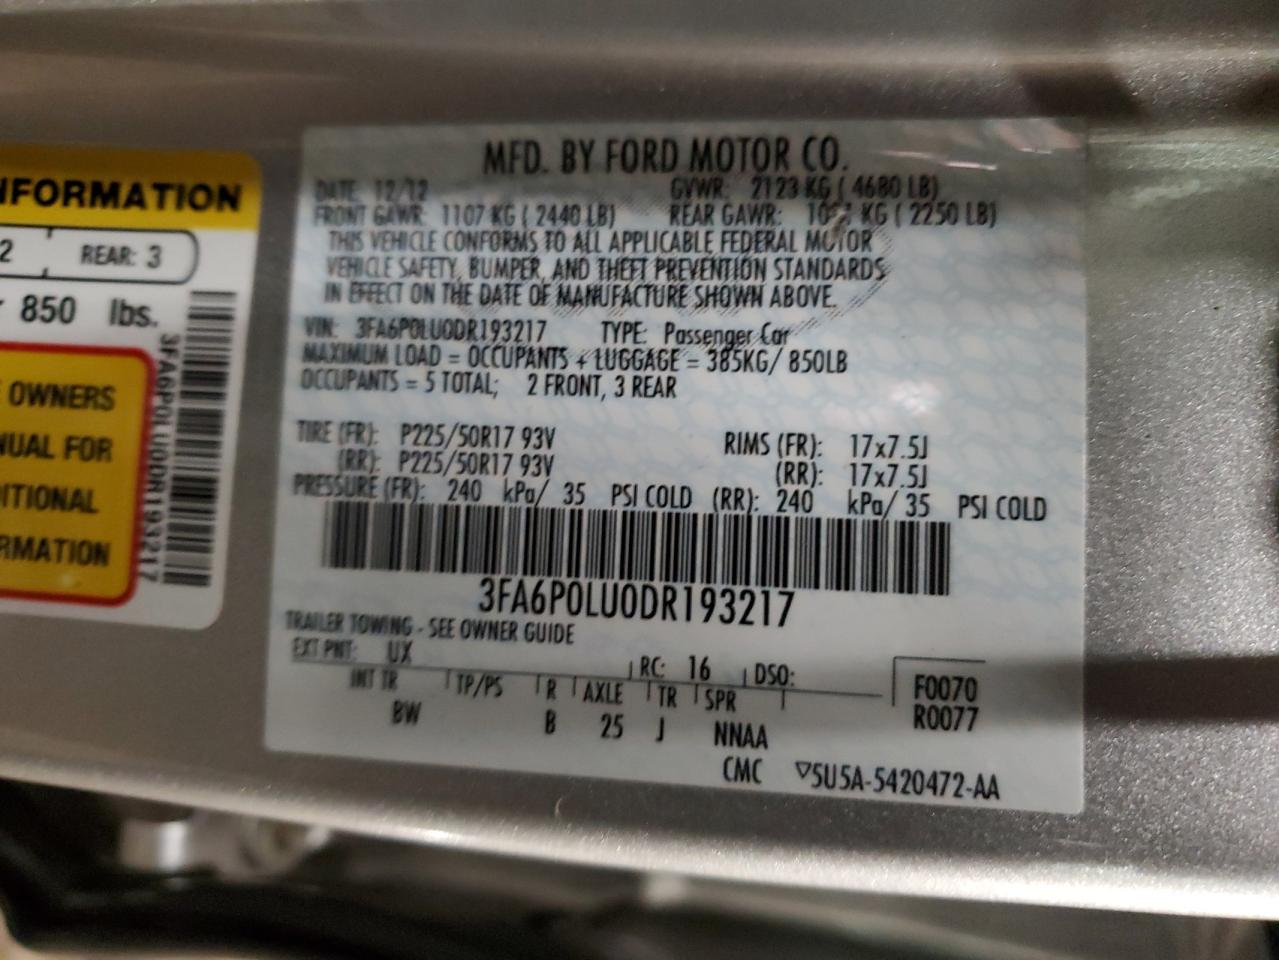 NFORMATION
2 REAR: 3
850 lbs.
OWNERS
NUAL FOR
DITIONAL
RMATION
3FA6P0LU0DR193217
MFD. BY FORD MOTOR CO.
DATE: 12/12 GVWR: 2123 KG ( 4680 LB)
FRONT GAWR: 1107 KG ( 2440 LB) REAR GAWR: KG ( 2250 LB)
THIS VEHICLE CONFORMS TO ALL APPLICABLE FEDERAL MOTOR
VEHICLE SAFETY, BUMPER, AND THEFT PREVENTION STANDARDS
IN EFFECT ON THE DATE OF MANUFACTURE SHOWN ABOVE.
VIN: 3FA6P0LU0DR193217 TYPE: Passenger Car
MAXIMUM LOAD = OCCUPANTS + LUGGAGE = 385KG/ 850LB
OCCUPANTS = 5 TOTAL; 2 FRONT, 3 REAR
TIRE (FR): P225/50R17 93V RIMS (FR): 17x7.5J
(RR): P225/50R17 93V (RR): 17x7.5J
PRESSURE (FR): 240 kPa/ 35 PSI COLD (RR): 240 kPa/ 35 PSI COLD
3FA6P0LU0DR193217
TRAILER TOWING - SEE OWNER GUIDE
EXT PNT: UX RC: 16 DSO:
INT TR TP/PS R AXLE TR SPR F0070
BW B 25 J NNAA R0077
CMC ▽5U5A-5420472-AA